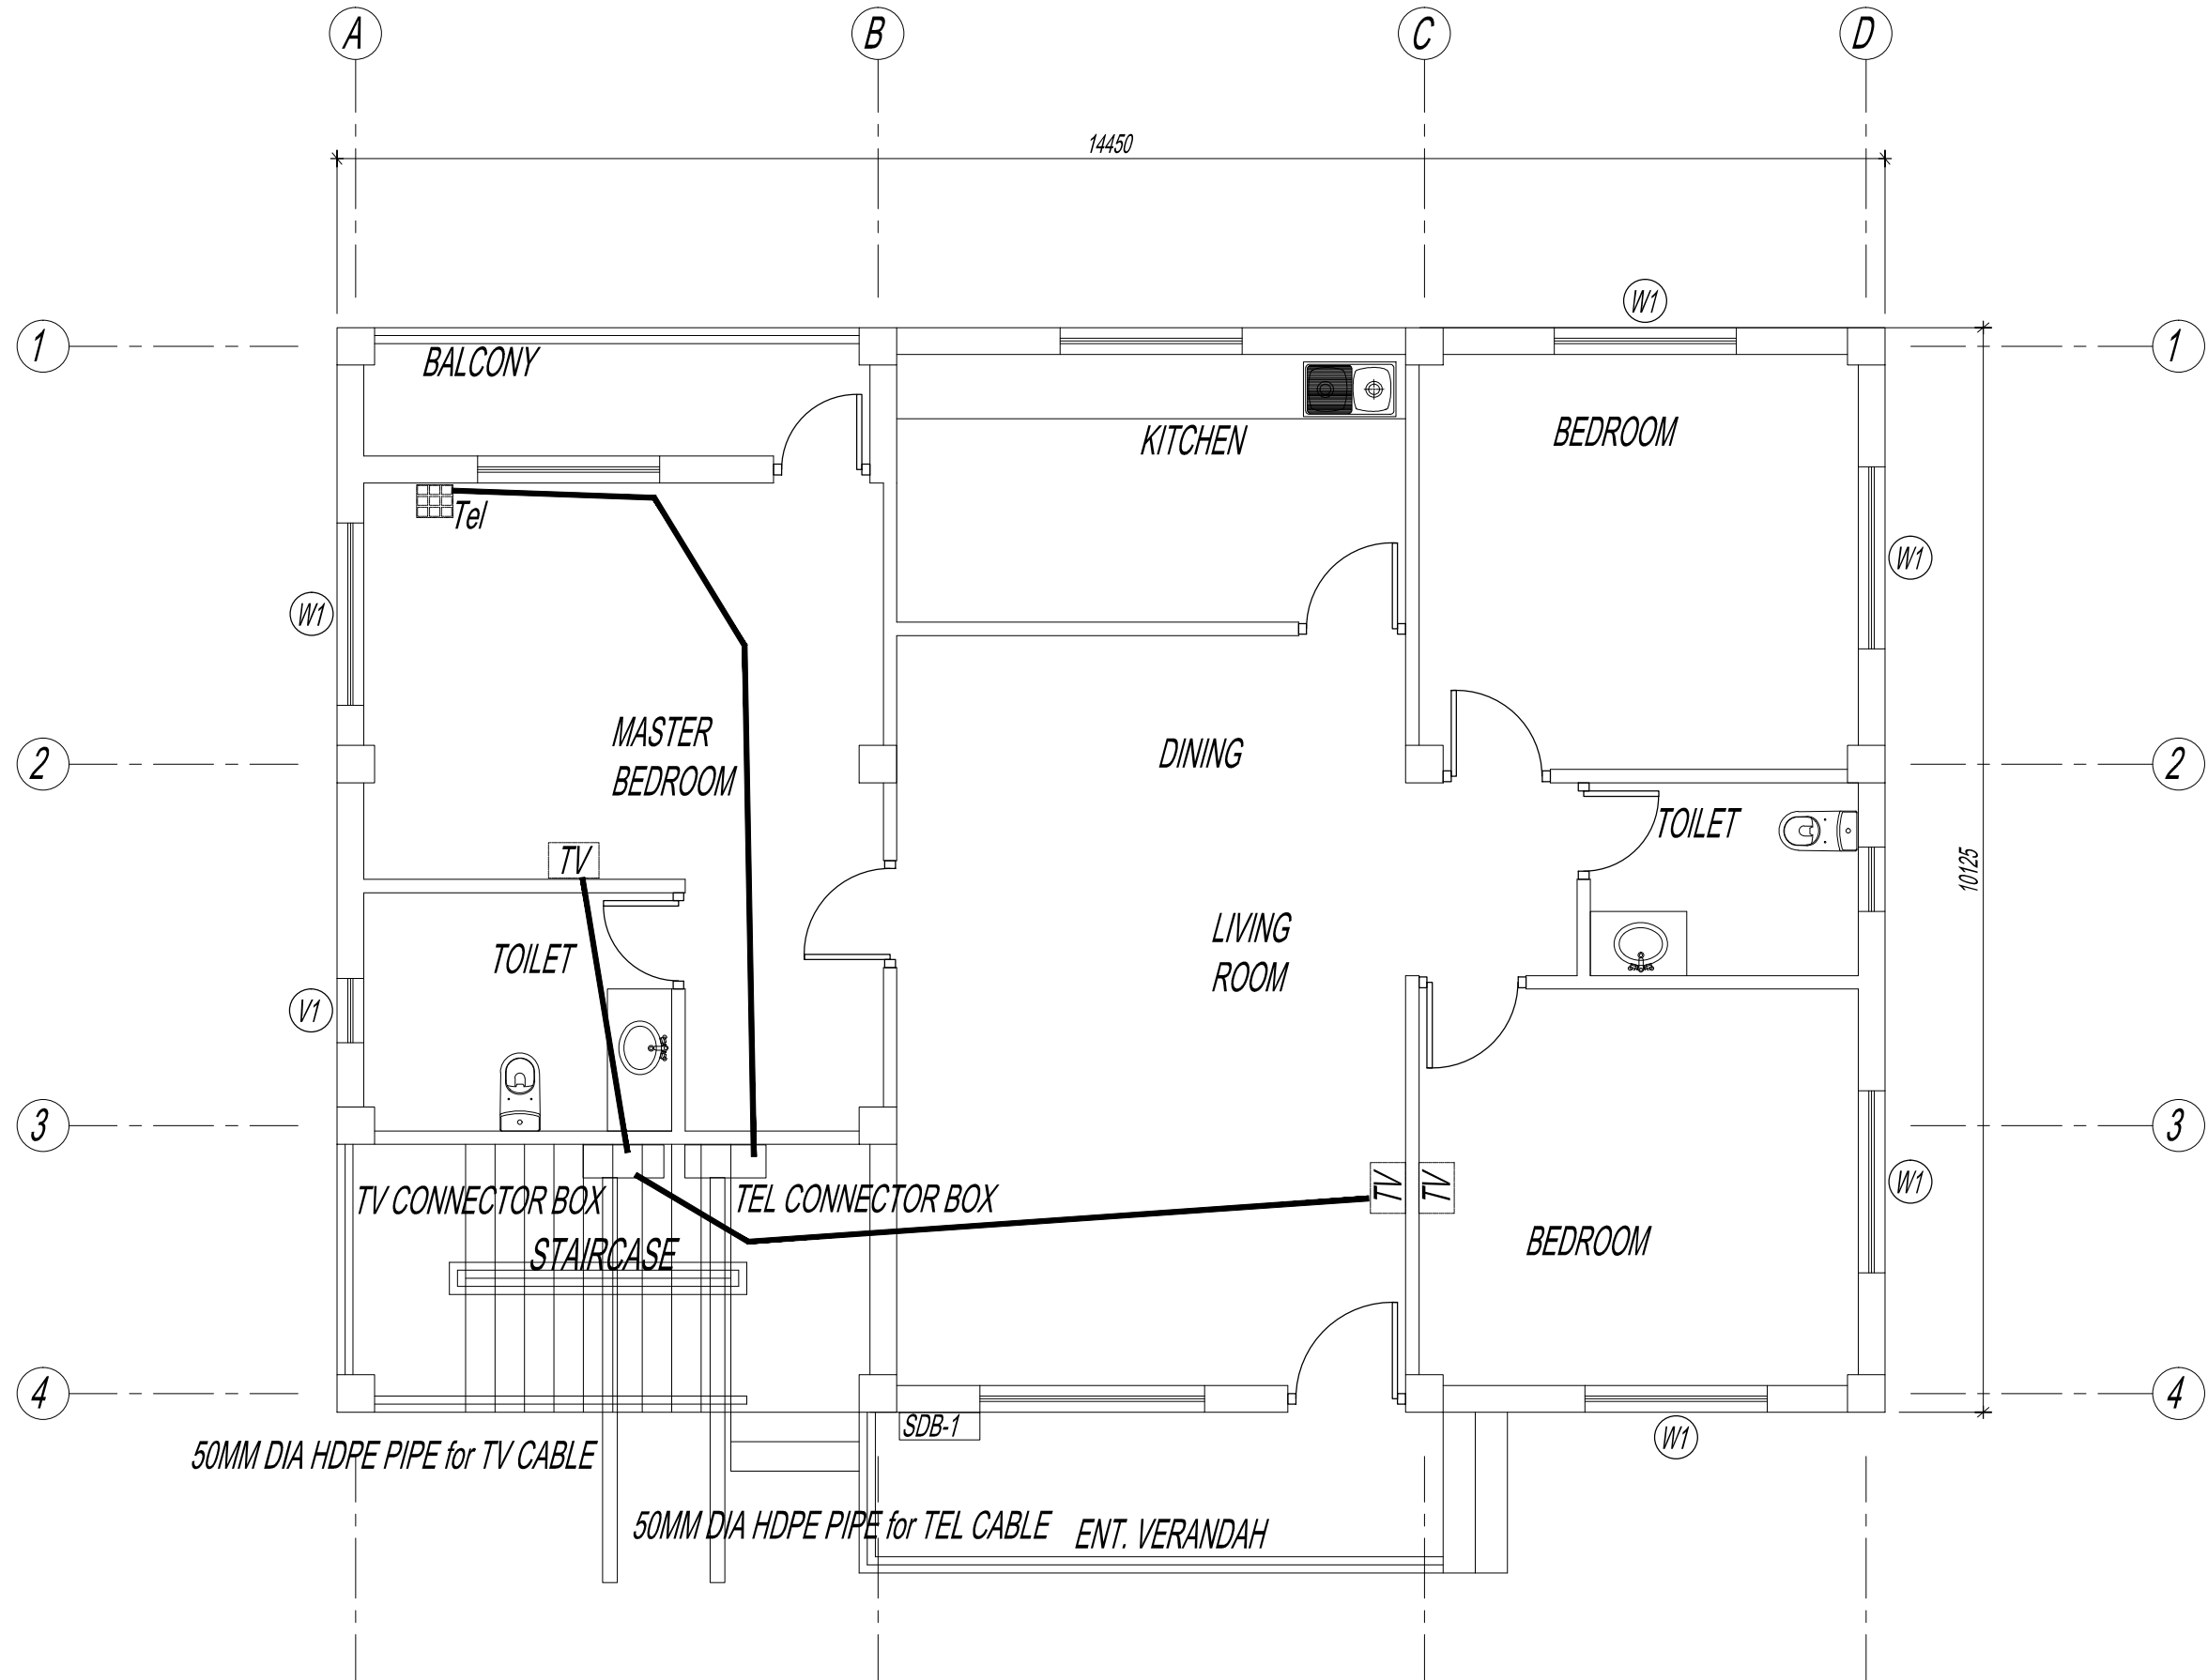 A B C D
14450
W1
1 1
BALCONY
KITCHEN
BEDROOM
Tel
W1
W1
MASTER
BEDROOM
DINING
2 2
TOILET
TV
10125
LIVING
ROOM
TOILET
V1
3 3
TV TV
W1
TV CONNECTOR BOX
TEL CONNECTOR BOX
STAIRCASE
BEDROOM
4 4
SDB-1
W1
50MM DIA HDPE PIPE for TV CABLE
50MM DIA HDPE PIPE for TEL CABLE
ENT. VERANDAH